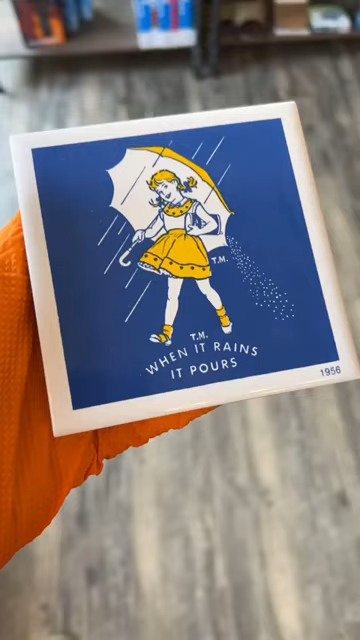 T.M.
T.M.
WHEN IT RAINS
IT POURS
1956